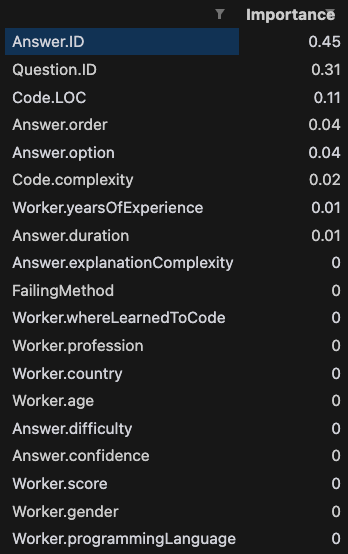 Importance
Answer.ID 0.45
Question.ID 0.31
Code.LOC 0.11
Answer.order 0.04
Answer.option 0.04
Code.complexity 0.02
Worker.yearsOfExperience 0.01
Answer.duration 0.01
Answer.explanationComplexity 0
FailingMethod 0
Worker.whereLearnedToCode 0
Worker.profession 0
Worker.country 0
Worker.age 0
Answer.difficulty 0
Answer.confidence 0
Worker.score 0
Worker.gender 0
Worker.programmingLanguage 0